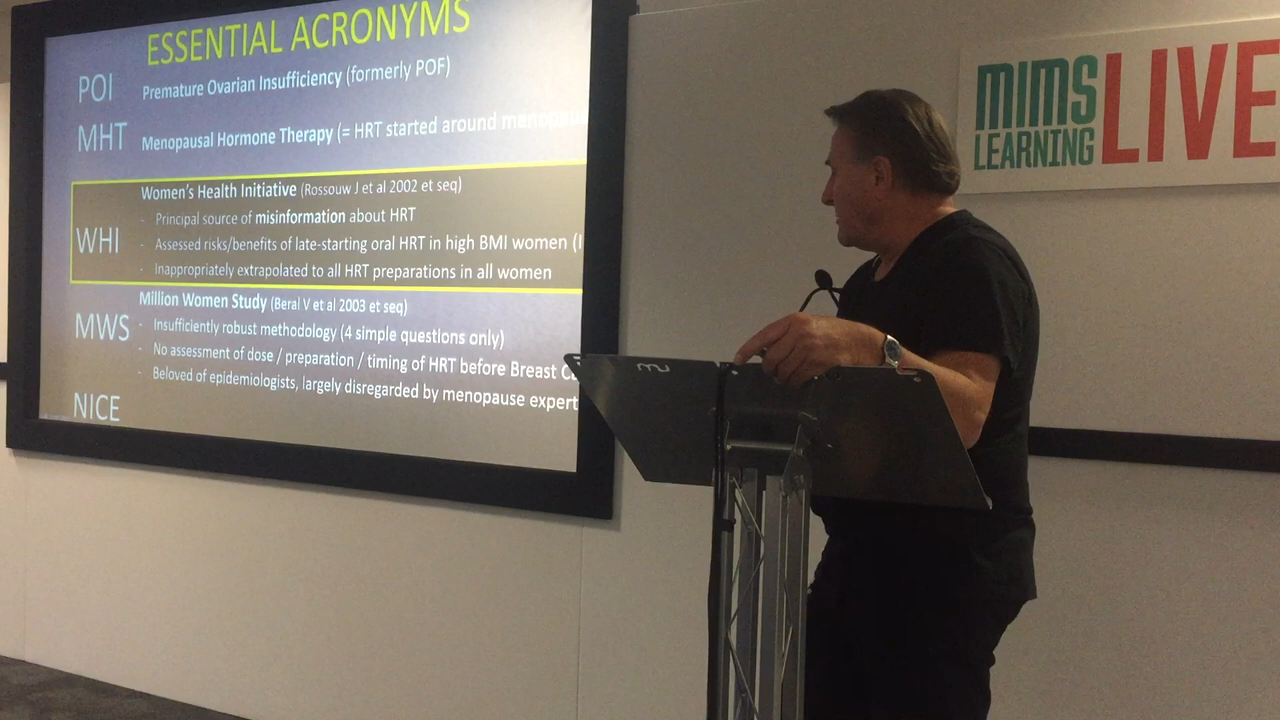 ESSENTIAL ACRONYMS
POI Premature Ovarian Insufficiency (formerly POF)
MHT Menopausal Hormone Therapy (= HRT started around menopau
WHI
Women's Health Initiative (Rossouw J et al 2002 et seq)
- Principal source of misinformation about HRT
- Assessed risks/benefits of late-starting oral HRT in high BMI women (
- Inappropriately extrapolated to all HRT preparations in all women
MWS
Million Women Study (Beral V et al 2003 et seq)
- Insufficiently robust methodology (4 simple questions only)
- No assessment of dose / preparation / timing of HRT before Breast C
- Beloved of epidemiologists, largely disregarded by menopause expert
NICE
MIMS
LEARNING
LIVE